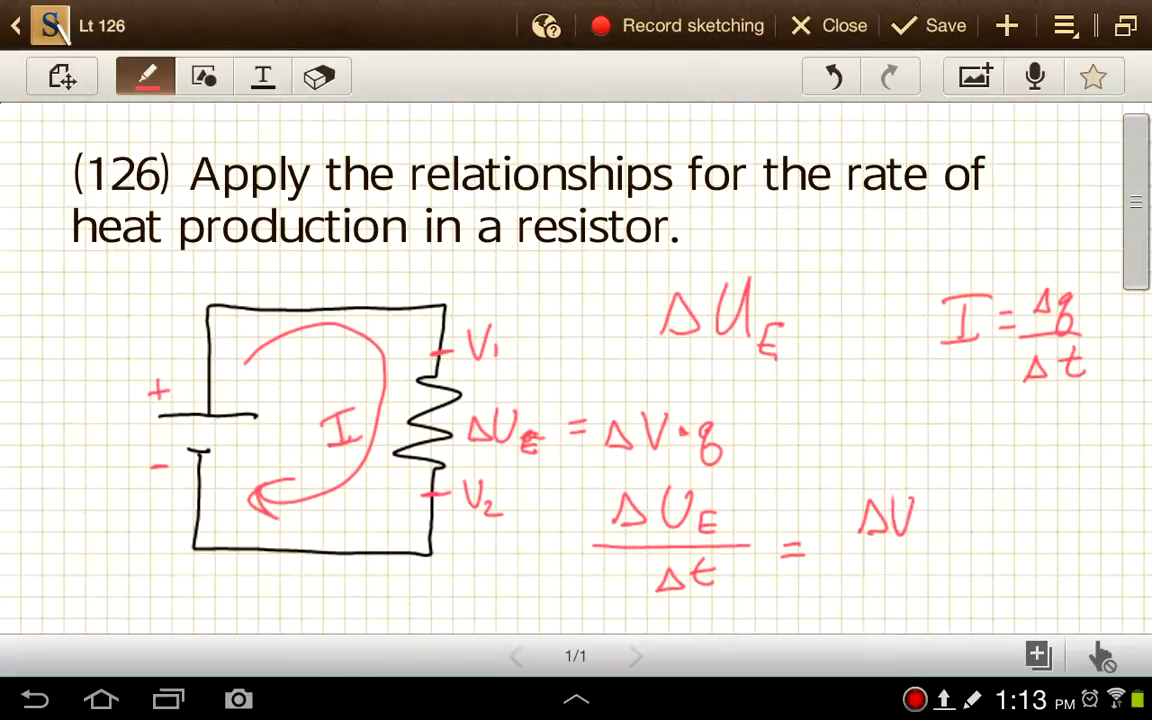 Lt 126
Record sketching
Close
Save
T
(126) Apply the relationships for the rate of
heat production in a resistor.
ΔU_E
I = Δq/Δt
V₁
+
I
ΔU_E = ΔV·q
-
V₂
ΔU_E/Δt = ΔV
1/1
1:13 PM